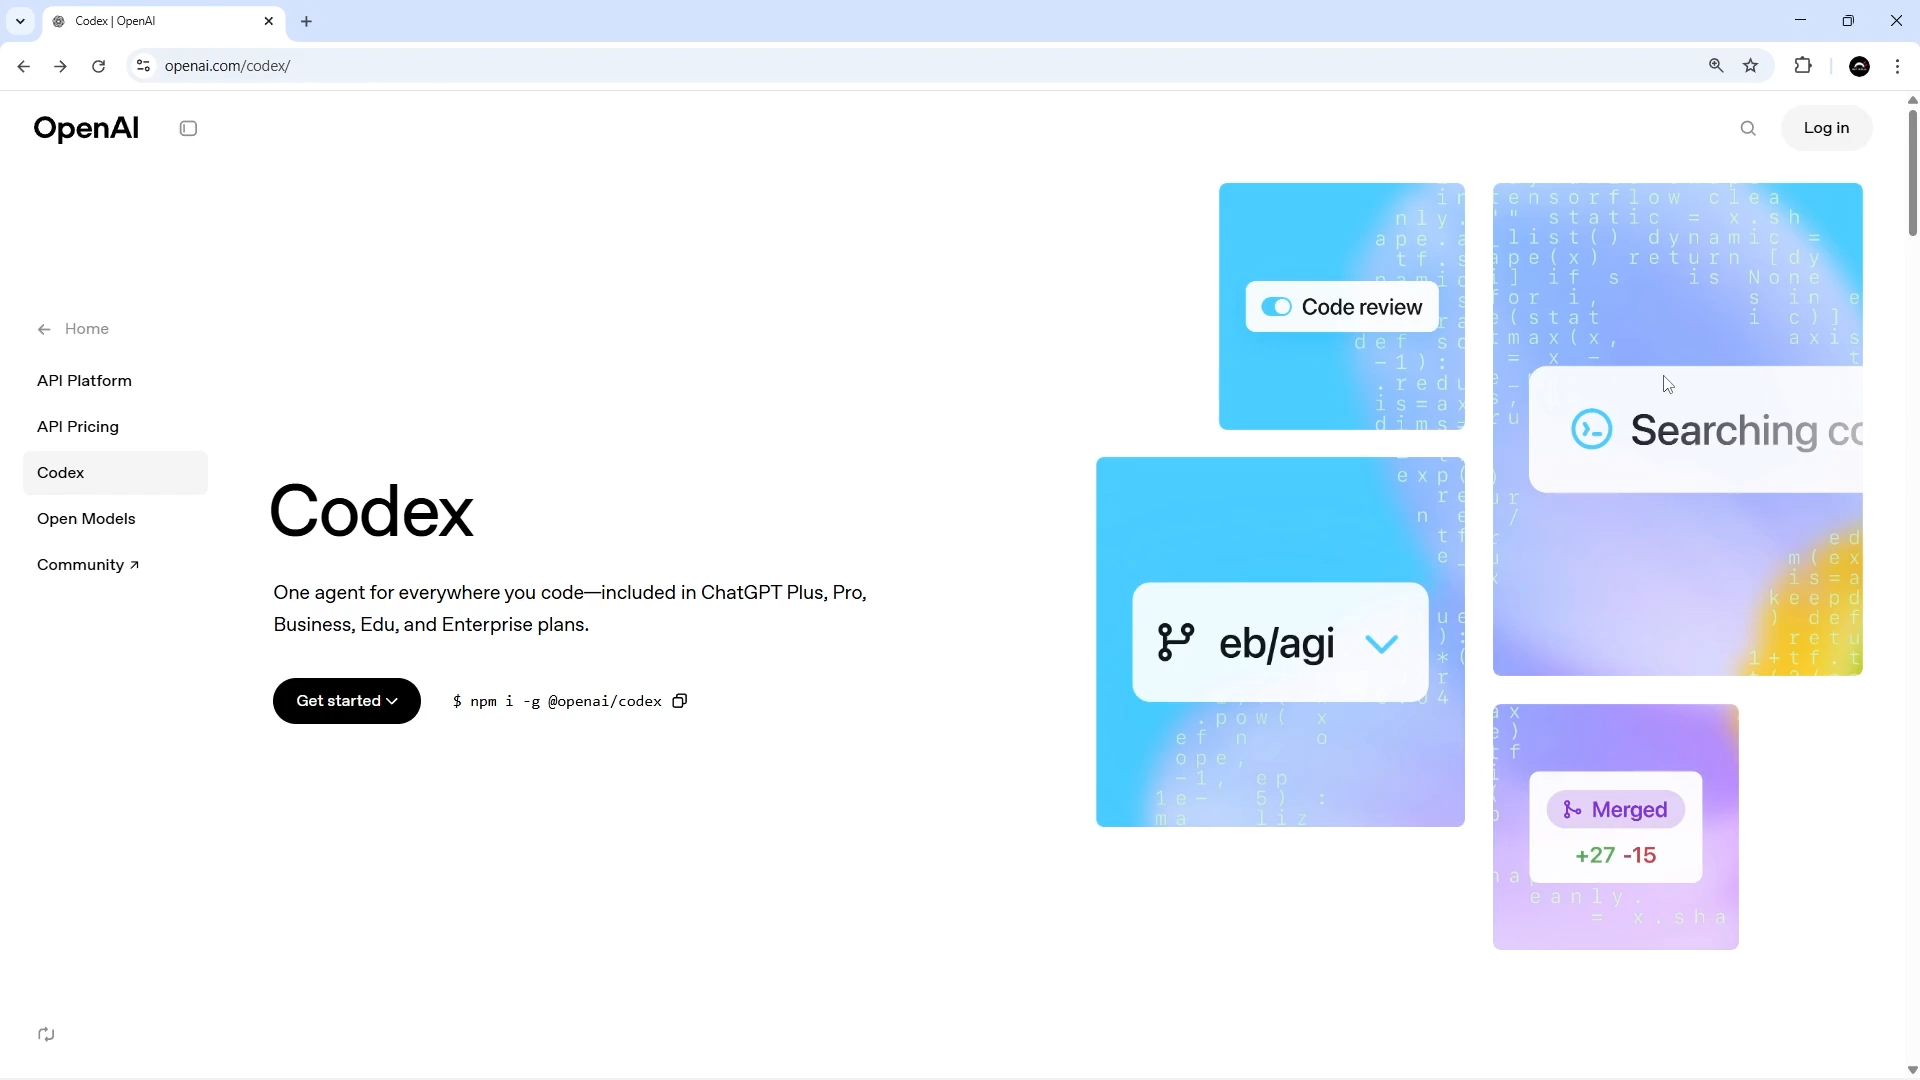 Codex | OpenAI
openai.com/codex/
OpenAI
Log in
Home
API Platform
API Pricing
Codex
Open Models
Community
Codex
One agent for everywhere you code—included in ChatGPT Plus, Pro,
Business, Edu, and Enterprise plans.
Get started
$ npm i -g @openai/codex
Code review
Searching co
eb/agi
Merged
+27 -15